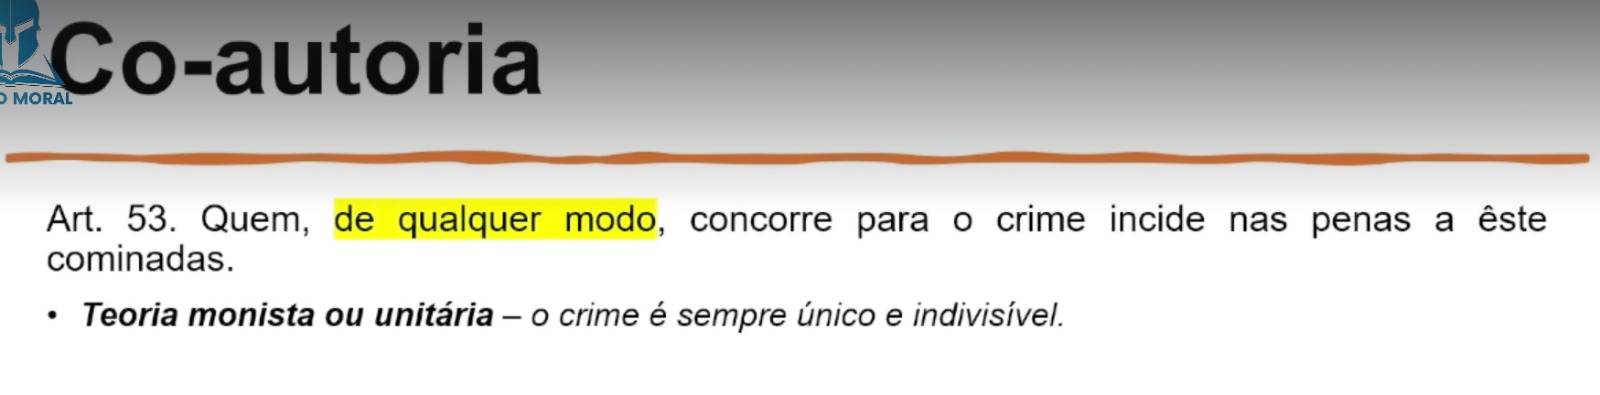 Co-autoria
O MORAL
Art. 53. Quem, de qualquer modo, concorre para o crime incide nas penas a êste
cominadas.
• Teoria monista ou unitária – o crime é sempre único e indivisível.